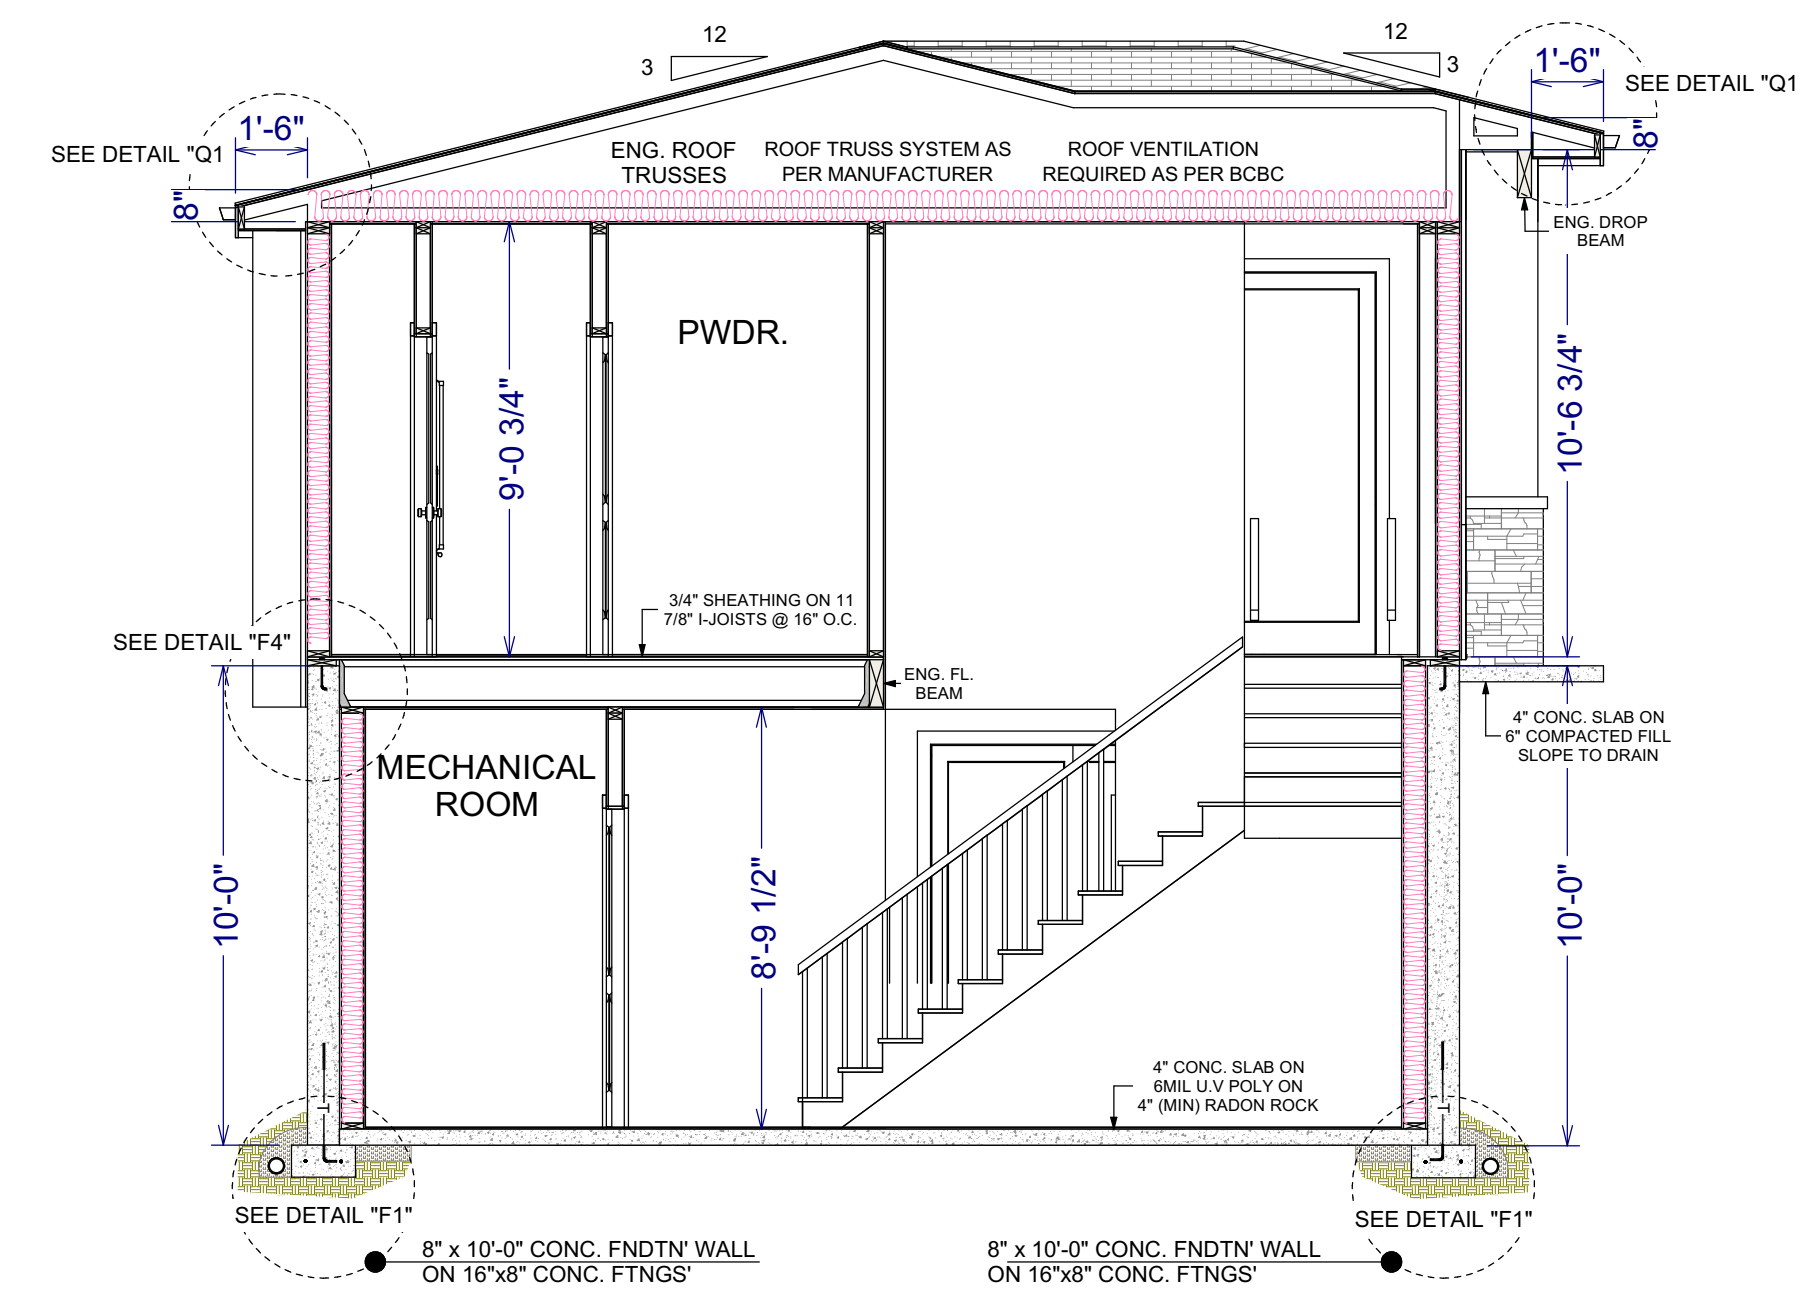 12
3
12
3
1'-6"
SEE DETAIL "Q1
1'-6"
SEE DETAIL "Q1
8"
8"
ENG. ROOF
TRUSSES
ROOF TRUSS SYSTEM AS
PER MANUFACTURER
ROOF VENTILATION
REQUIRED AS PER BCBC
ENG. DROP
BEAM
PWDR.
9'-0 3/4"
10'-6 3/4"
3/4" SHEATHING ON 11
7/8" I-JOISTS @ 16" O.C.
SEE DETAIL "F4"
ENG. FL.
BEAM
4" CONC. SLAB ON
6" COMPACTED FILL
SLOPE TO DRAIN
MECHANICAL
ROOM
10'-0"
8'-9 1/2"
10'-0"
4" CONC. SLAB ON
6MIL U.V POLY ON
4" (MIN) RADON ROCK
SEE DETAIL "F1"
SEE DETAIL "F1"
8" x 10'-0" CONC. FNDTN' WALL
ON 16"x8" CONC. FTNGS'
8" x 10'-0" CONC. FNDTN' WALL
ON 16"x8" CONC. FTNGS'